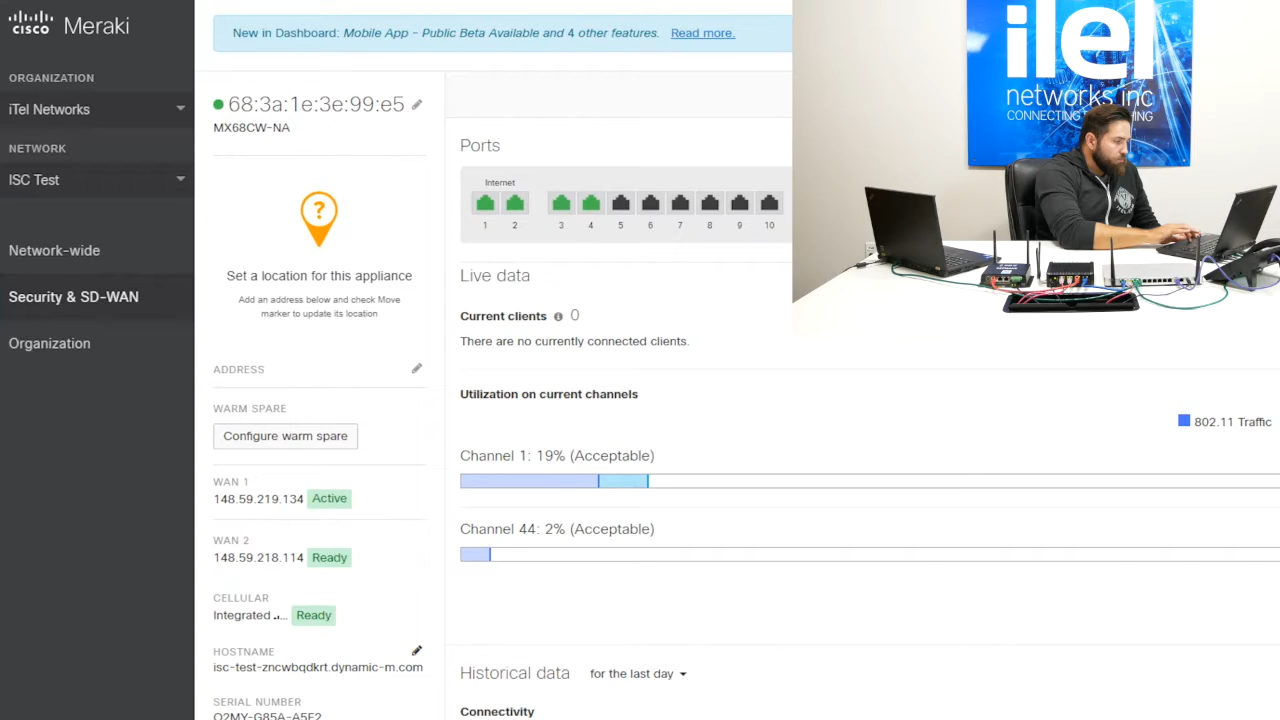 CISCO Meraki
ORGANIZATION
iTel Networks
NETWORK
ISC Test
Network-wide
Security & SD-WAN
Organization
New in Dashboard: Mobile App - Public Beta Available and 4 other features. Read more.
68:3a:1e:3e:99:e5
MX68CW-NA
?
Set a location for this appliance
Add an address below and check Move
marker to update its location
ADDRESS
WARM SPARE
Configure warm spare
WAN 1
148.59.219.134 Active
WAN 2
148.59.218.114 Ready
CELLULAR
Integrated ... Ready
HOSTNAME
isc-test-zncwbqdkrt.dynamic-m.com
SERIAL NUMBER
Q2MY-G85A-A5F2
Ports
Internet
1 2 3 4 5 6 7 8 9 10
Live data
Current clients i 0
There are no currently connected clients.
Utilization on current channels
802.11 Traffic
Channel 1: 19% (Acceptable)
Channel 44: 2% (Acceptable)
Historical data for the last day
Connectivity
iTel
networks inc